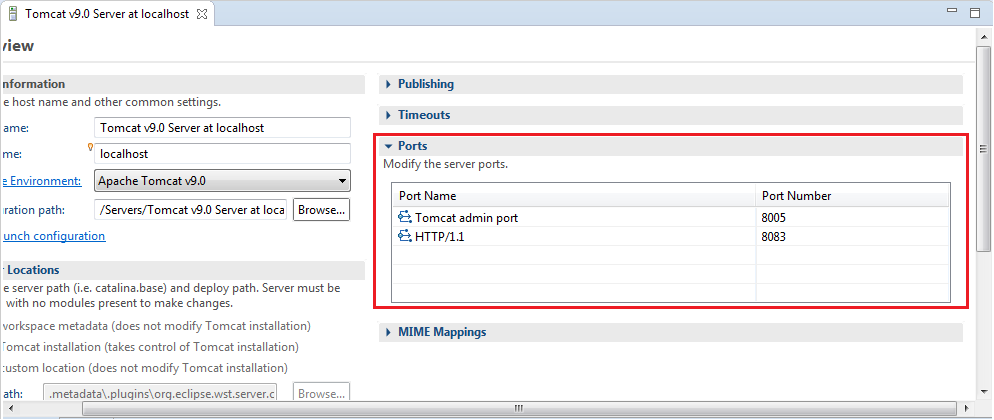 Tomcat v9.0 Server at localhost
view
nformation
e host name and other common settings.
ame:
Tomcat v9.0 Server at localhost
me:
localhost
e Environment:
Apache Tomcat v9.0
uration path:
/Servers/Tomcat v9.0 Server at loca
Browse...
unch configuration
r Locations
e server path (i.e. catalina.base) and deploy path. Server must be
with no modules present to make changes.
workspace metadata (does not modify Tomcat installation)
Tomcat installation (takes control of Tomcat installation)
custom location (does not modify Tomcat installation)
ath:
.metadata\.plugins\org.eclipse.wst.server.c
Browse...
Publishing
Timeouts
Ports
Modify the server ports.
Port Name Port Number
Tomcat admin port 8005
HTTP/1.1 8083
MIME Mappings